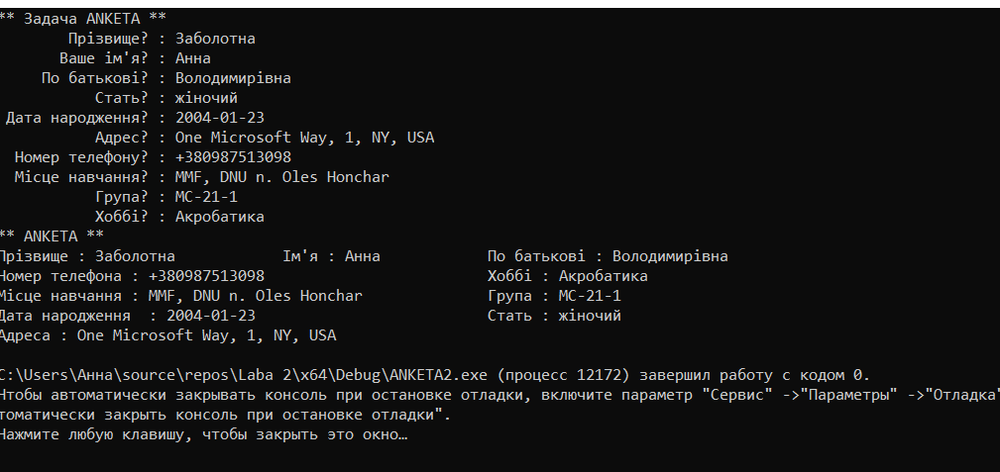 ** Задача ANKETA **
Прізвище? : Заболотна
Ваше ім'я? : Анна
По батькові? : Володимирівна
Стать? : жіночий
Дата народження? : 2004-01-23
Адрес? : One Microsoft Way, 1, NY, USA
Номер телефону? : +380987513098
Місце навчання? : MMF, DNU n. Oles Honchar
Група? : МС-21-1
Хоббі? : Акробатика
** ANKETA **
Прізвище : Заболотна Ім'я : Анна По батькові : Володимирівна
Номер телефона : +380987513098 Хоббі : Акробатика
Місце навчання : MMF, DNU n. Oles Honchar Група : МС-21-1
Дата народження : 2004-01-23 Стать : жіночий
Адреса : One Microsoft Way, 1, NY, USA
C:\Users\Анна\source\repos\Laba 2\x64\Debug\ANKETA2.exe (процесс 12172) завершил работу с кодом 0.
Чтобы автоматически закрывать консоль при остановке отладки, включите параметр "Сервис" ->"Параметры" ->"Отладка"
томатически закрыть консоль при остановке отладки".
Нажмите любую клавишу, чтобы закрыть это окно…